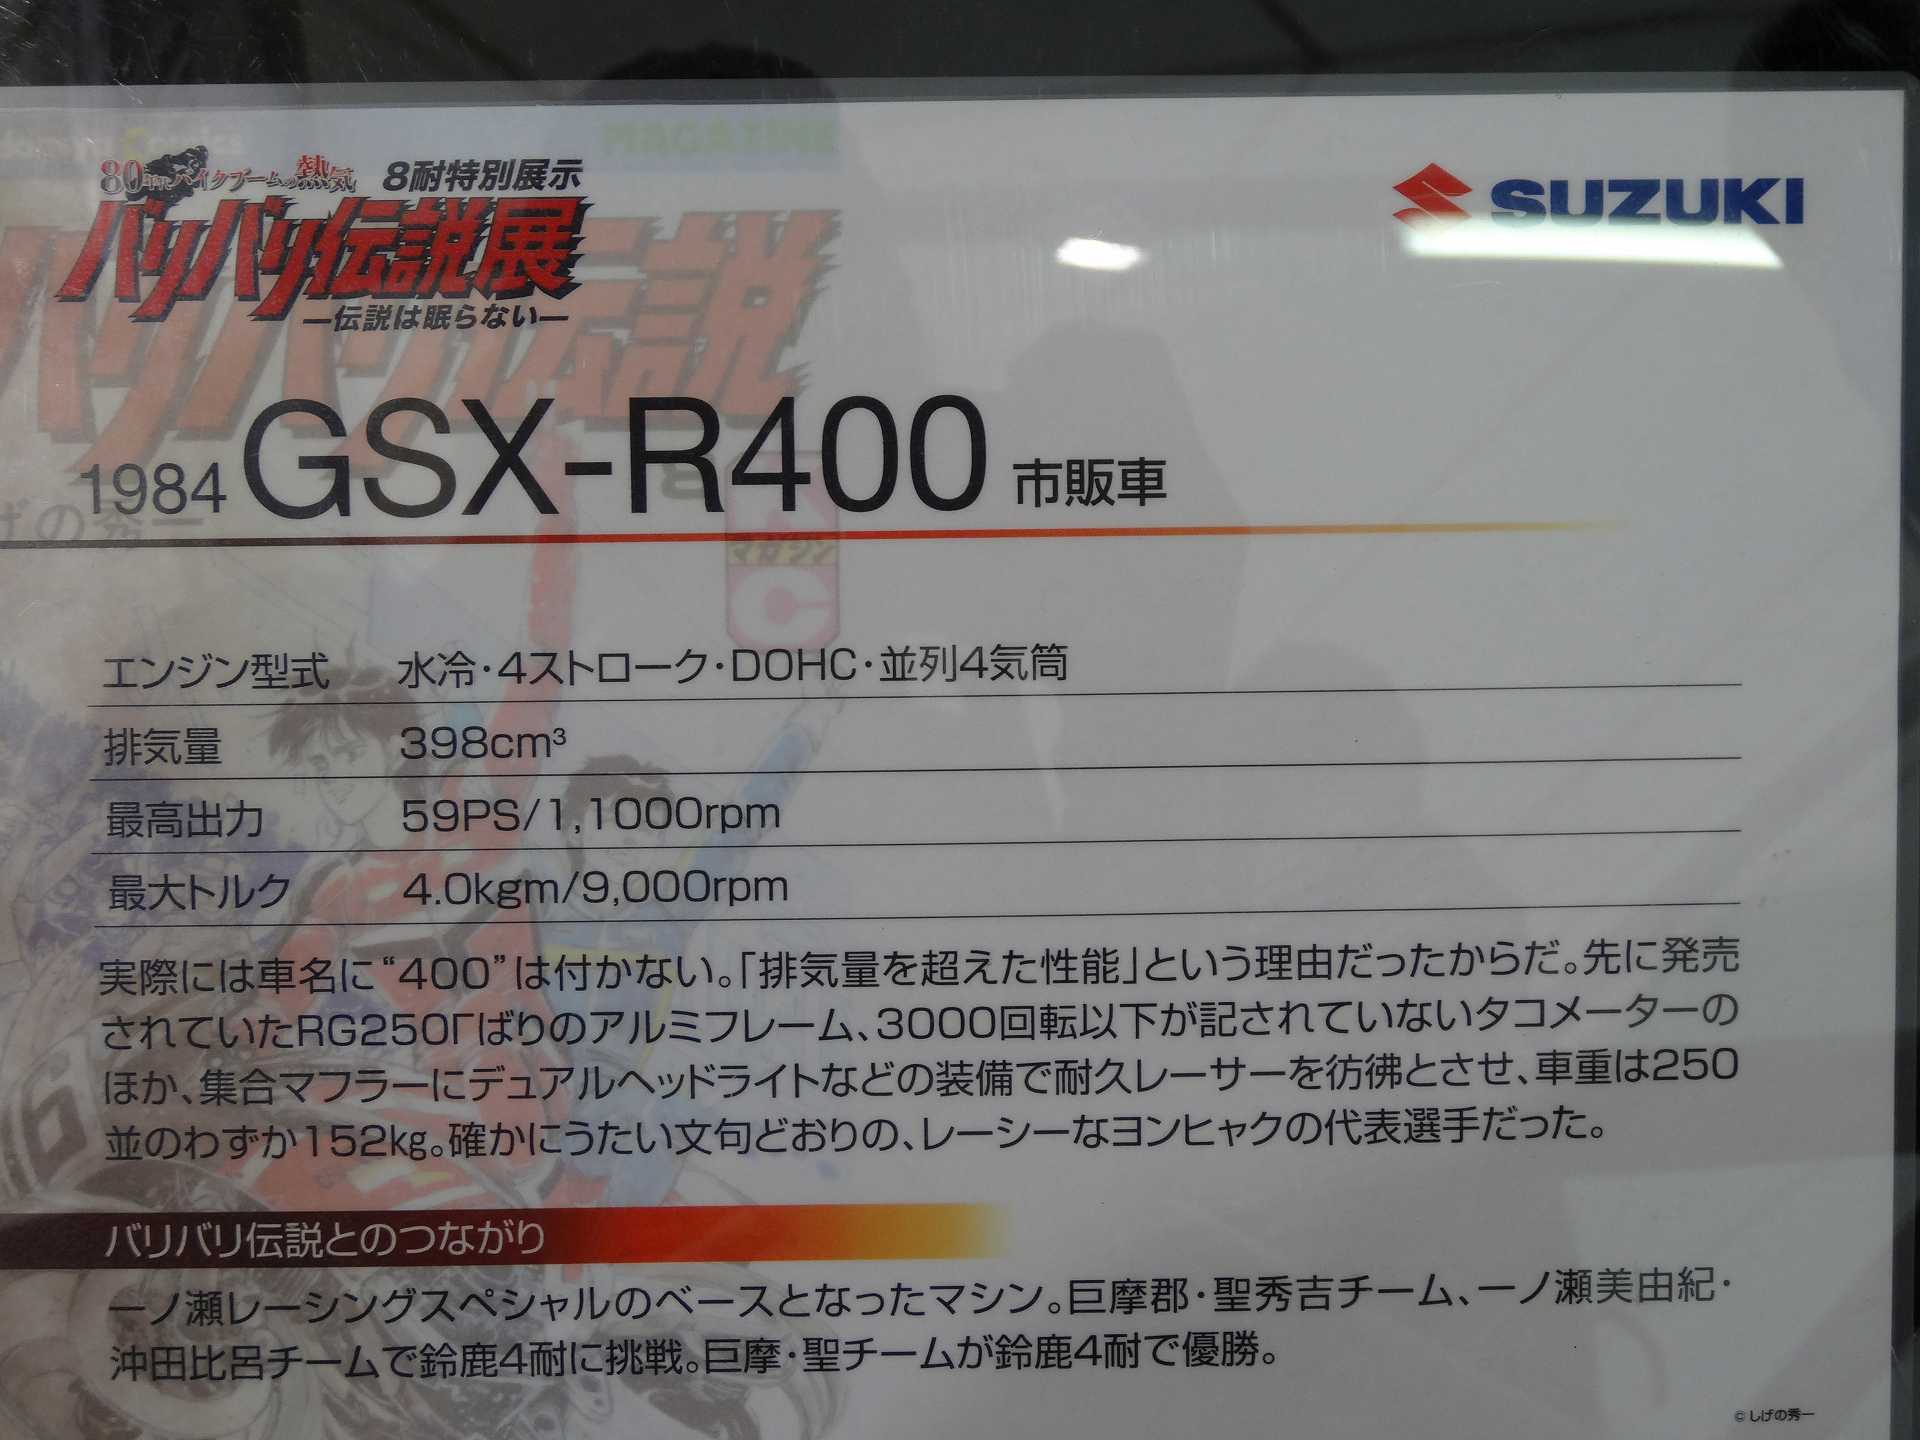 MAGAZINE
80年代バイクブームの熱気 8耐特別展示
バリバリ伝説展
―伝説は眠らない―
SUZUKI
バリバリ伝説
1984 GSX-R400 市販車
げの秀一
マガジン
C
エンジン型式 水冷・4ストローク・DOHC・並列4気筒
排気量 398cm³
最高出力 59PS/1,1000rpm
最大トルク 4.0kgm/9,000rpm
実際には車名に“400”は付かない。「排気量を超えた性能」という理由だったからだ。先に発売
されていたRG250Γばりのアルミフレーム、3000回転以下が記されていないタコメーターの
ほか、集合マフラーにデュアルヘッドライトなどの装備で耐久レーサーを彷彿とさせ、車重は250
並のわずか152㎏。確かにうたい文句どおりの、レーシーなヨンヒャクの代表選手だった。
バリバリ伝説とのつながり
一ノ瀬レーシングスペシャルのベースとなったマシン。巨摩郡・聖秀吉チーム、一ノ瀬美由紀・
沖田比呂チームで鈴鹿4耐に挑戦。巨摩・聖チームが鈴鹿4耐で優勝。
© しげの秀一